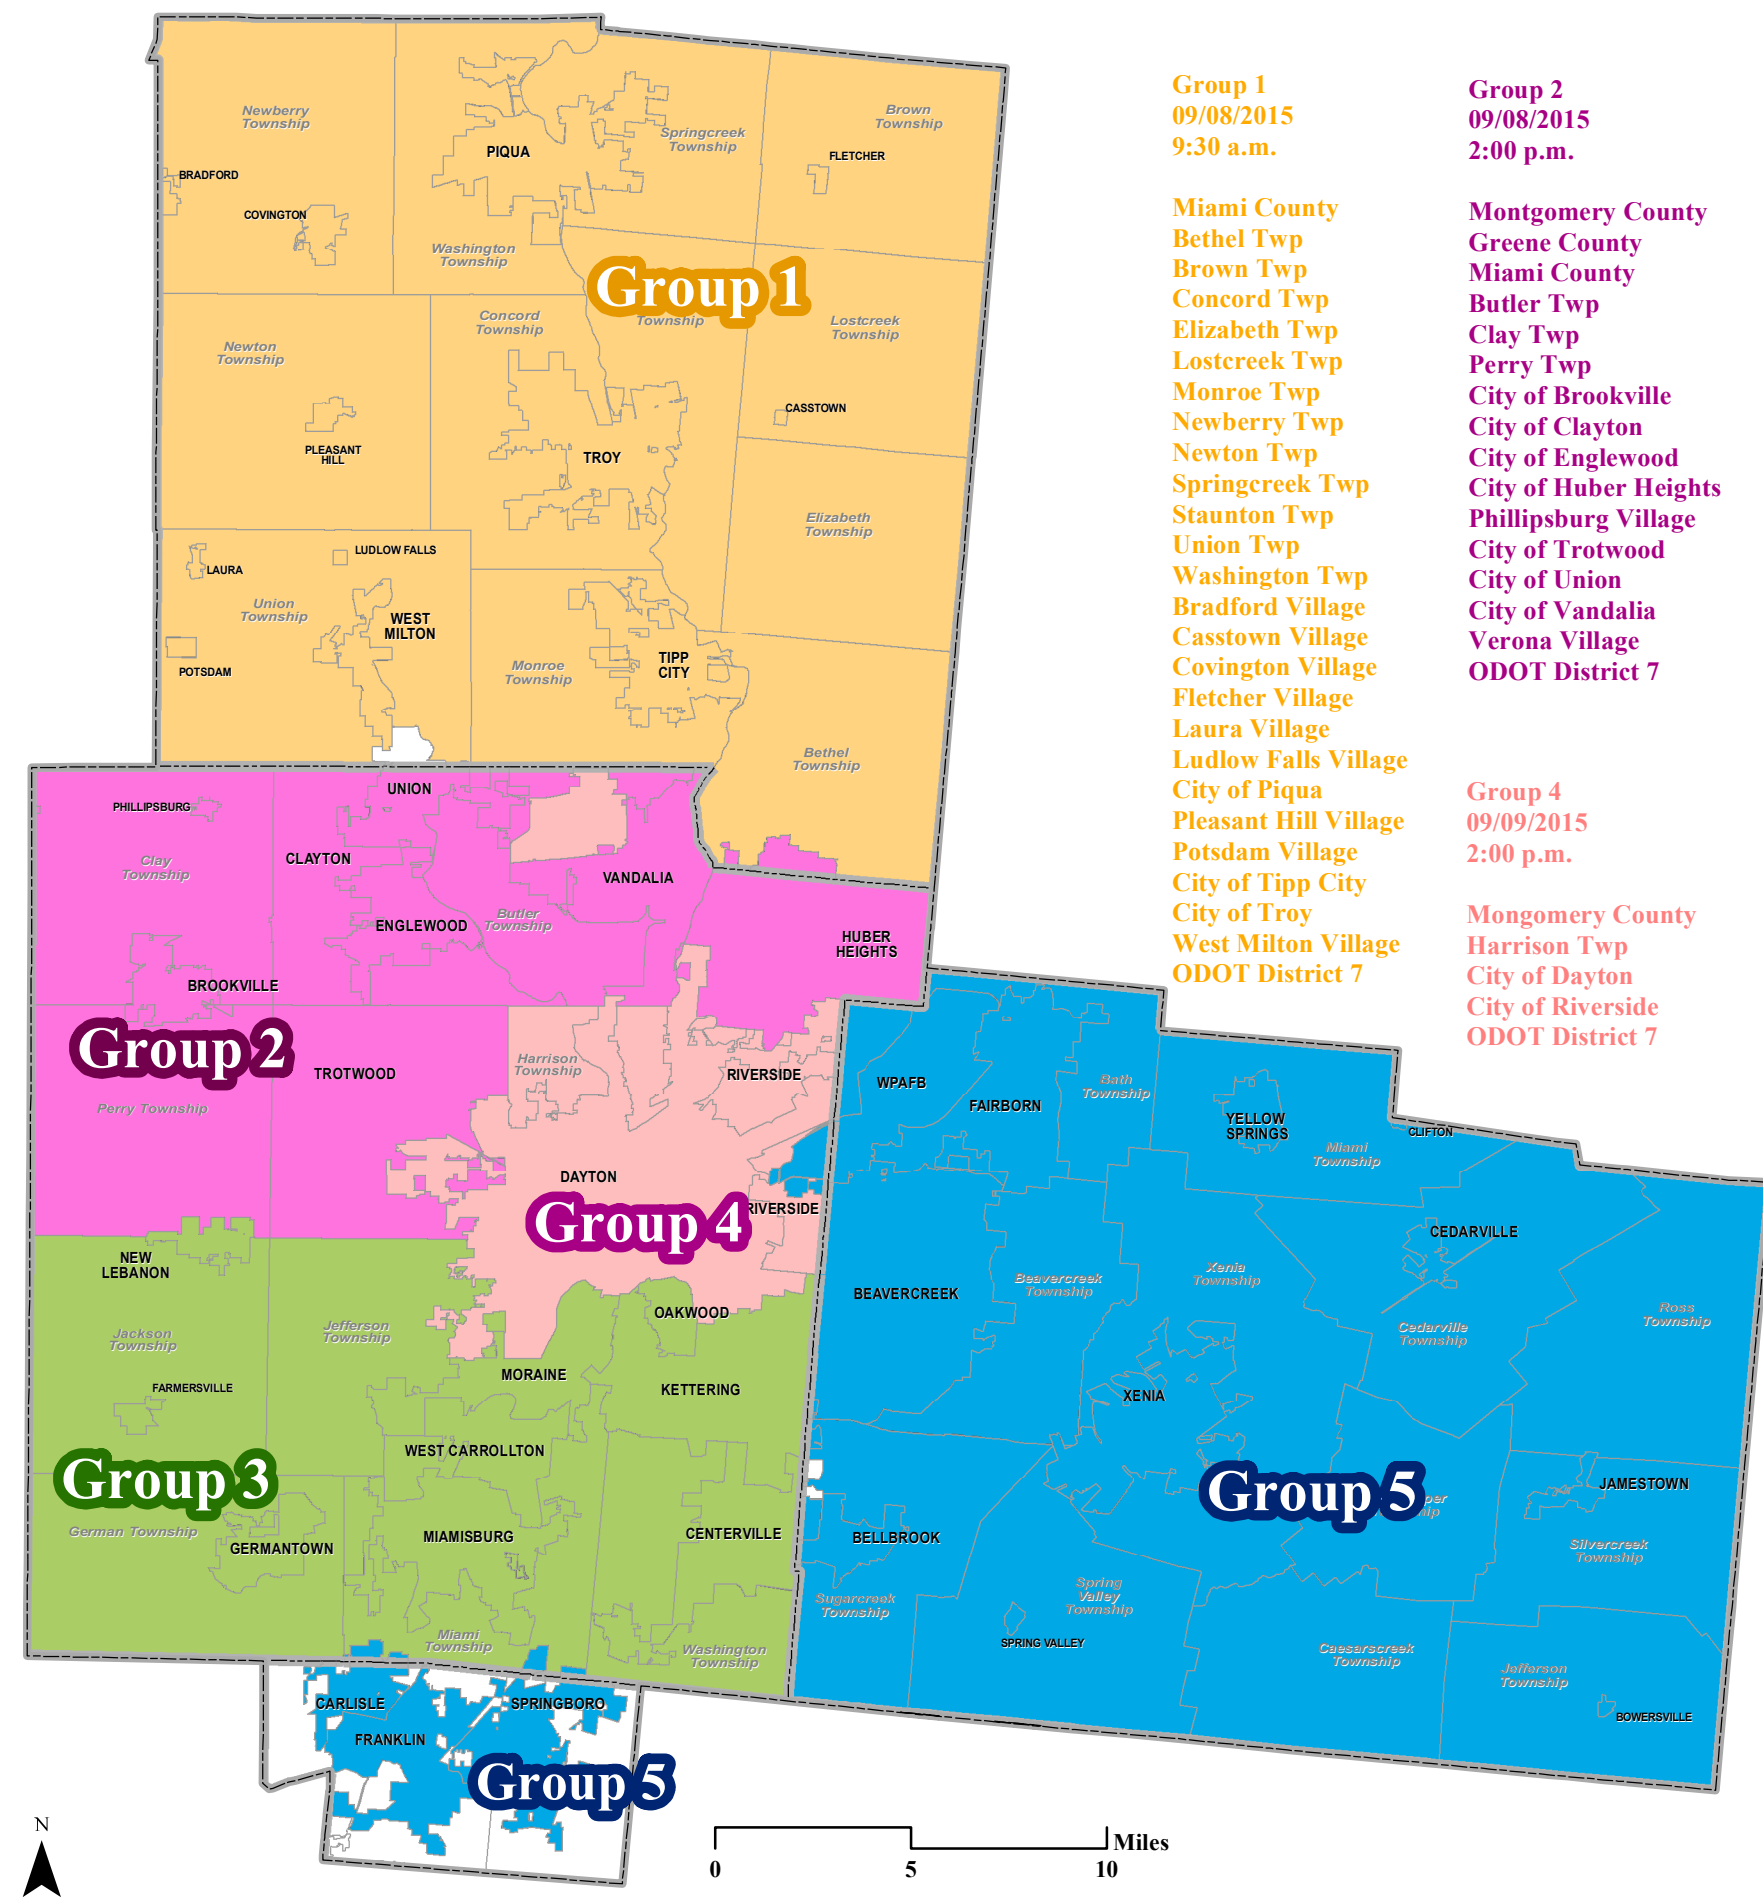 Group 1
09/08/2015
9:30 a.m.
Miami County
Bethel Twp
Brown Twp
Concord Twp
Elizabeth Twp
Lostcreek Twp
Monroe Twp
Newberry Twp
Newton Twp
Springcreek Twp
Staunton Twp
Union Twp
Washington Twp
Bradford Village
Casstown Village
Covington Village
Fletcher Village
Laura Village
Ludlow Falls Village
City of Piqua
Pleasant Hill Village
Potsdam Village
City of Tipp City
City of Troy
West Milton Village
ODOT District 7
Group 2
09/08/2015
2:00 p.m.
Montgomery County
Greene County
Miami County
Butler Twp
Clay Twp
Perry Twp
City of Brookville
City of Clayton
City of Englewood
City of Huber Heights
Phillipsburg Village
City of Trotwood
City of Union
City of Vandalia
Verona Village
ODOT District 7
Group 4
09/09/2015
2:00 p.m.
Mongomery County
Harrison Twp
City of Dayton
City of Riverside
ODOT District 7
Newberry
Township
BRADFORD
COVINGTON
PIQUA
Springcreek
Township
Brown
Township
FLETCHER
Washington
Township
Group 1
Township
Concord
Township
Lostcreek
Township
Newton
Township
CASSTOWN
PLEASANT
HILL
TROY
Elizabeth
Township
LAURA
LUDLOW FALLS
Union
Township
WEST
MILTON
POTSDAM
Monroe
Township
TIPP
CITY
Bethel
Township
UNION
PHILLIPSBURG
Clay
Township
CLAYTON
VANDALIA
ENGLEWOOD
Butler
Township
HUBER
HEIGHTS
BROOKVILLE
Group 2
TROTWOOD
Perry Township
Harrison
Township
RIVERSIDE
WPAFB
FAIRBORN
Bath
Township
YELLOW
SPRINGS
CLIFTON
Miami
Township
DAYTON
Group 4
RIVERSIDE
CEDARVILLE
NEW
LEBANON
BEAVERCREEK
Beavercreek
Township
Xenia
Township
Cedarville
Township
Ross
Township
OAKWOOD
Jackson
Township
Jefferson
Township
FARMERSVILLE
MORAINE
KETTERING
XENIA
WEST CARROLLTON
Group 3
German Township
GERMANTOWN
MIAMISBURG
CENTERVILLE
BELLBROOK
Group 5
JAMESTOWN
Silvercreek
Township
Sugarcreek
Township
Spring
Valley
Township
SPRING VALLEY
Miami
Township
Washington
Township
Caesarscreek
Township
Jefferson
Township
BOWERSVILLE
CARLISLE
SPRINGBORO
FRANKLIN
Group 5
N
Miles
0 5 10